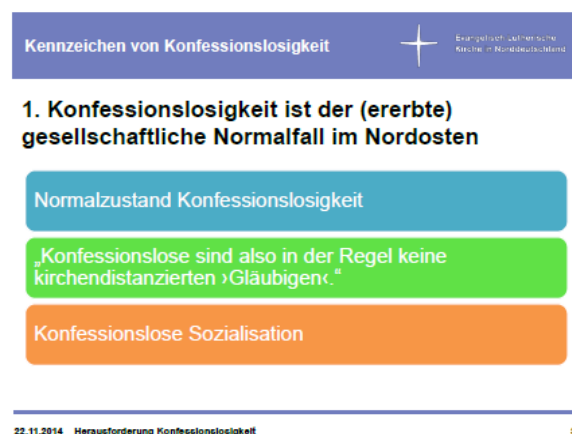 Kennzeichen von Konfessionslosigkeit
Evangelisch-Lutherische
Kirche in Norddeutschland
1. Konfessionslosigkeit ist der (ererbte)
gesellschaftliche Normalfall im Nordosten
Normalzustand Konfessionslosigkeit
„Konfessionslose sind also in der Regel keine
kirchendistanzierten ›Gläubigen‹.“
Konfessionslose Sozialisation
22.11.2014 Herausforderung Konfessionslosigkeit